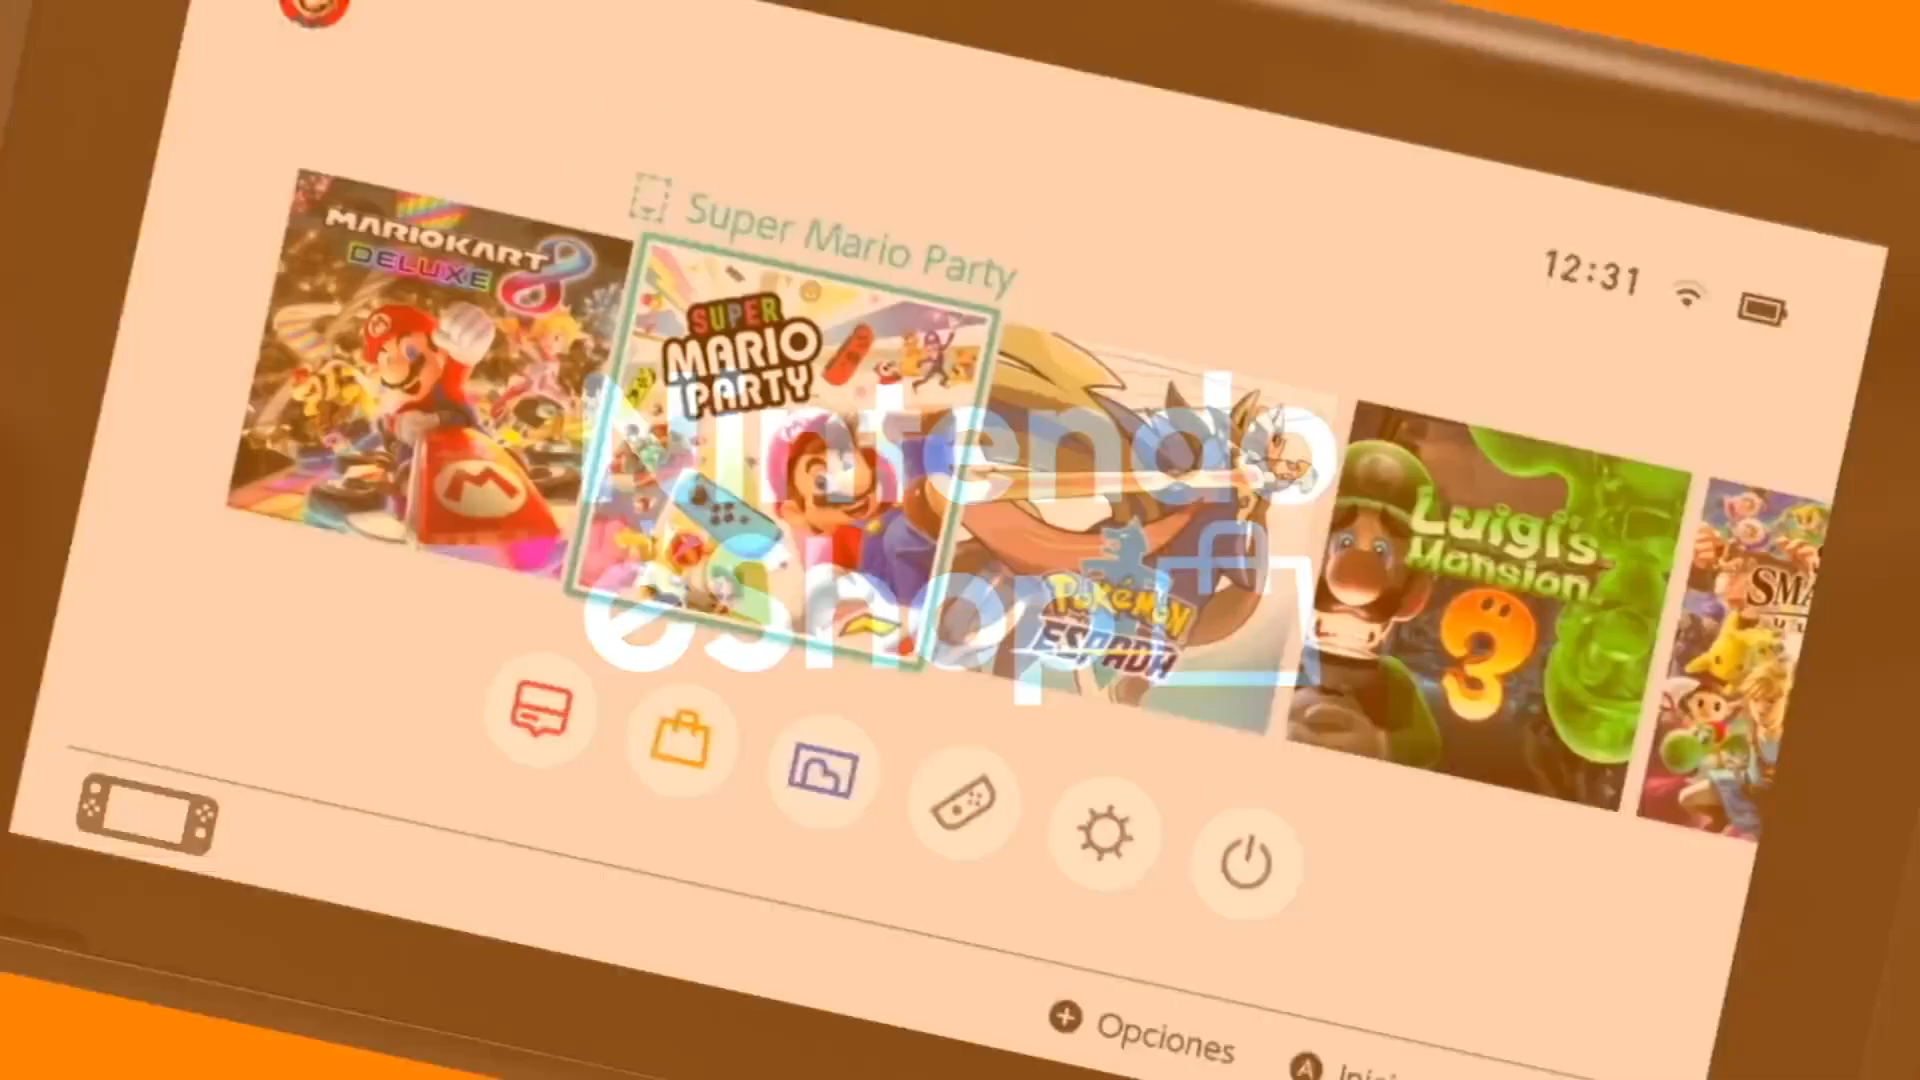 12:31
Super Mario Party
MARIOKART 8
DELUXE
SUPER
MARIO
PARTY
Nintendo
eShop
Pokémon
ESPADA
Luigi's
Mansion
3
Opciones
A